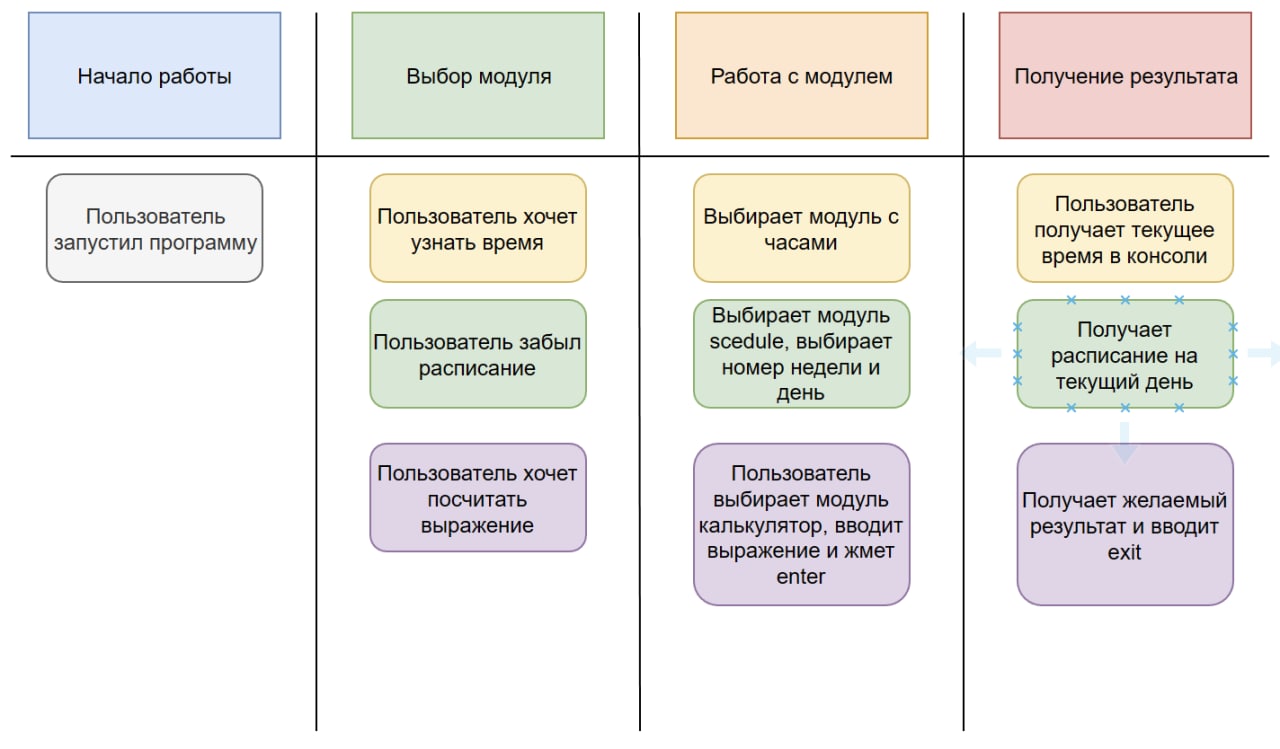 Начало работы
Выбор модуля
Работа с модулем
Получение результата
Пользователь
запустил программу
Пользователь хочет
узнать время
Выбирает модуль с
часами
Пользователь
получает текущее
время в консоли
Пользователь забыл
расписание
Выбирает модуль
scedule, выбирает
номер недели и
день
Получает
расписание на
текущий день
Пользователь хочет
посчитать
выражение
Пользователь
выбирает модуль
калькулятор, вводит
выражение и жмет
enter
Получает желаемый
результат и вводит
exit